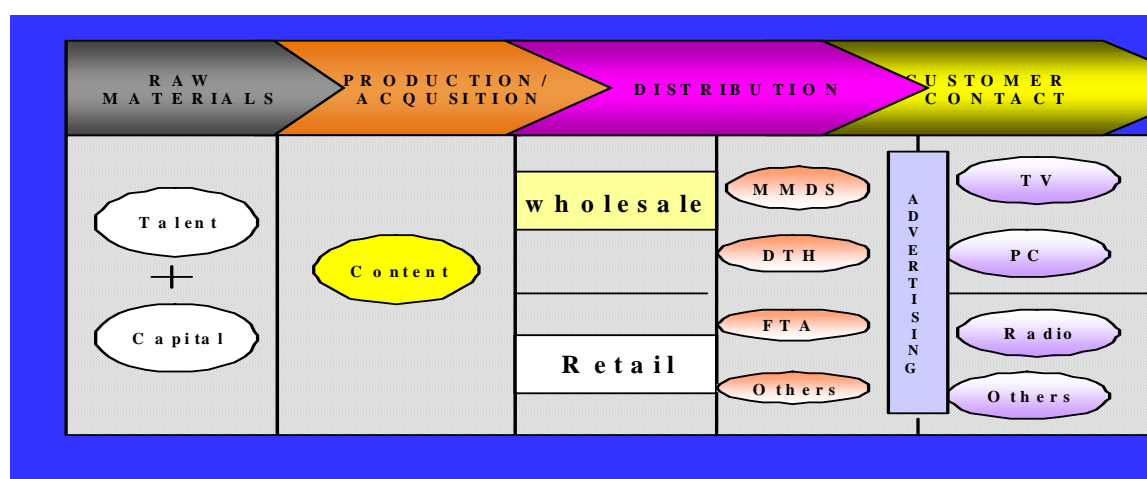 RAW
MATERIALS
PRODUCTION/
ACQUSITION
DISTRIBUTION
CUSTOMER
CONTACT
Talent
+
Capital
Content
wholesale
Retail
MMDS
DTH
FTA
Others
ADVERTISING
TV
PC
Radio
Others